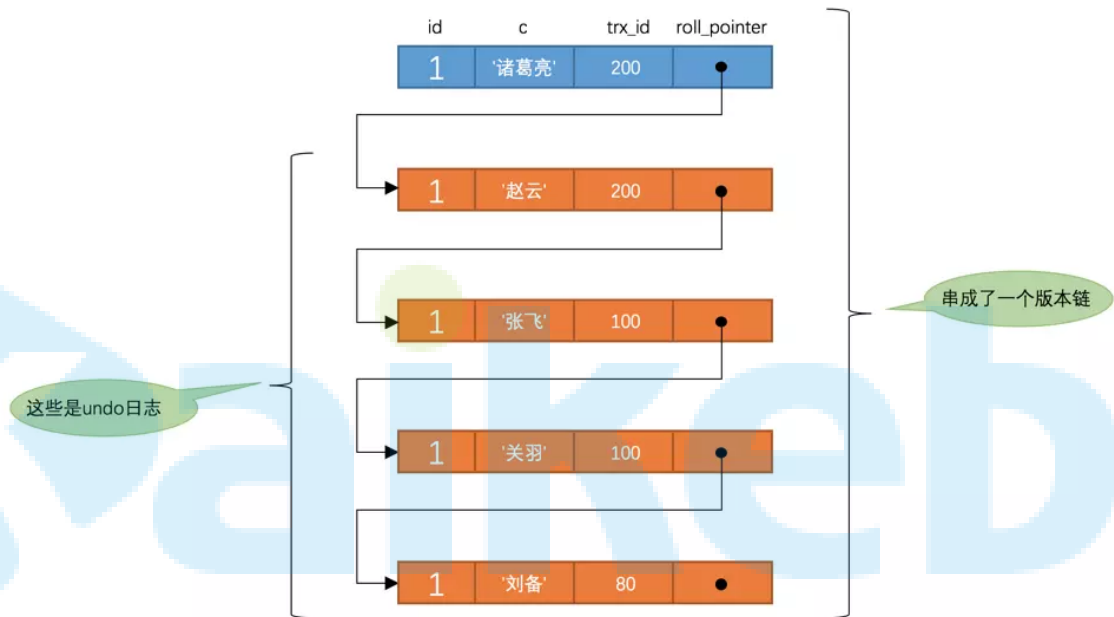 id c trx_id roll_pointer
1 '诸葛亮' 200
1 '赵云' 200
串成了一个版本链
1 '张飞' 100
这些是undo日志
1 '关羽' 100
1 '刘备' 80
aikeb